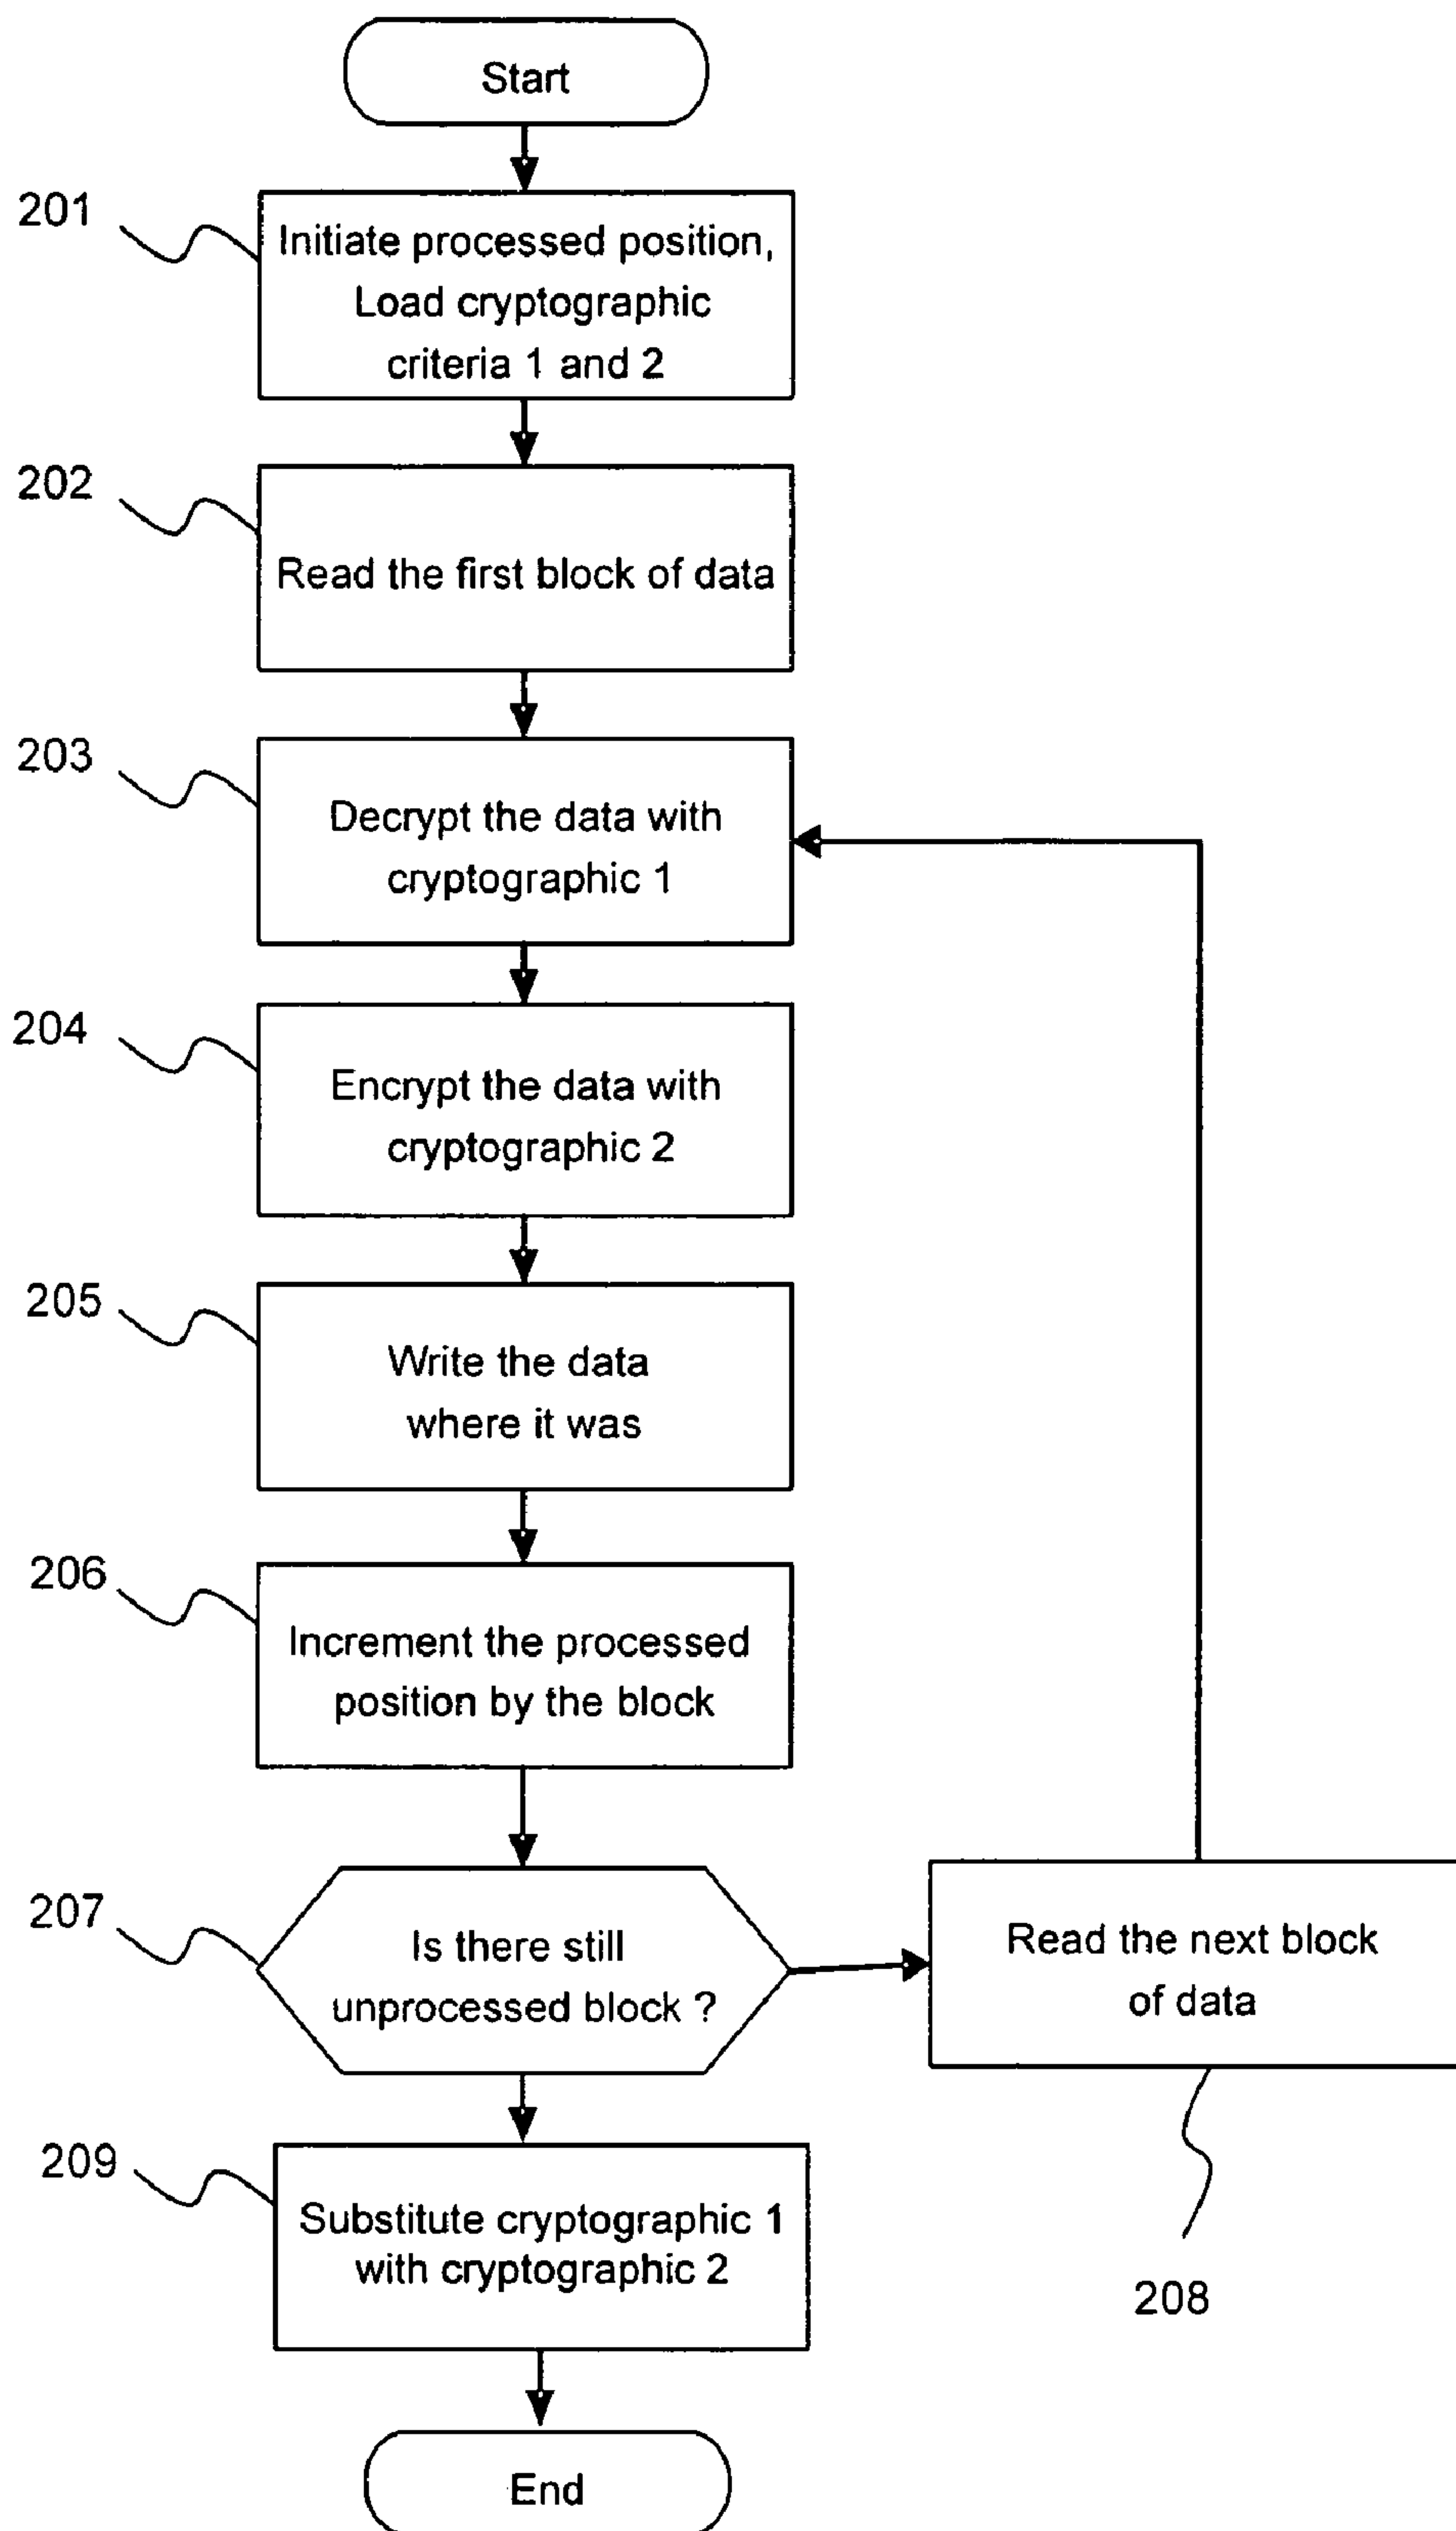 Start
201
Initiate processed position,
Load cryptographic
criteria 1 and 2
202
Read the first block of data
203
Decrypt the data with
cryptographic 1
204
Encrypt the data with
cryptographic 2
205
Write the data
where it was
206
Increment the processed
position by the block
207
Is there still
unprocessed block ?
Read the next block
of data
208
209
Substitute cryptographic 1
with cryptographic 2
End